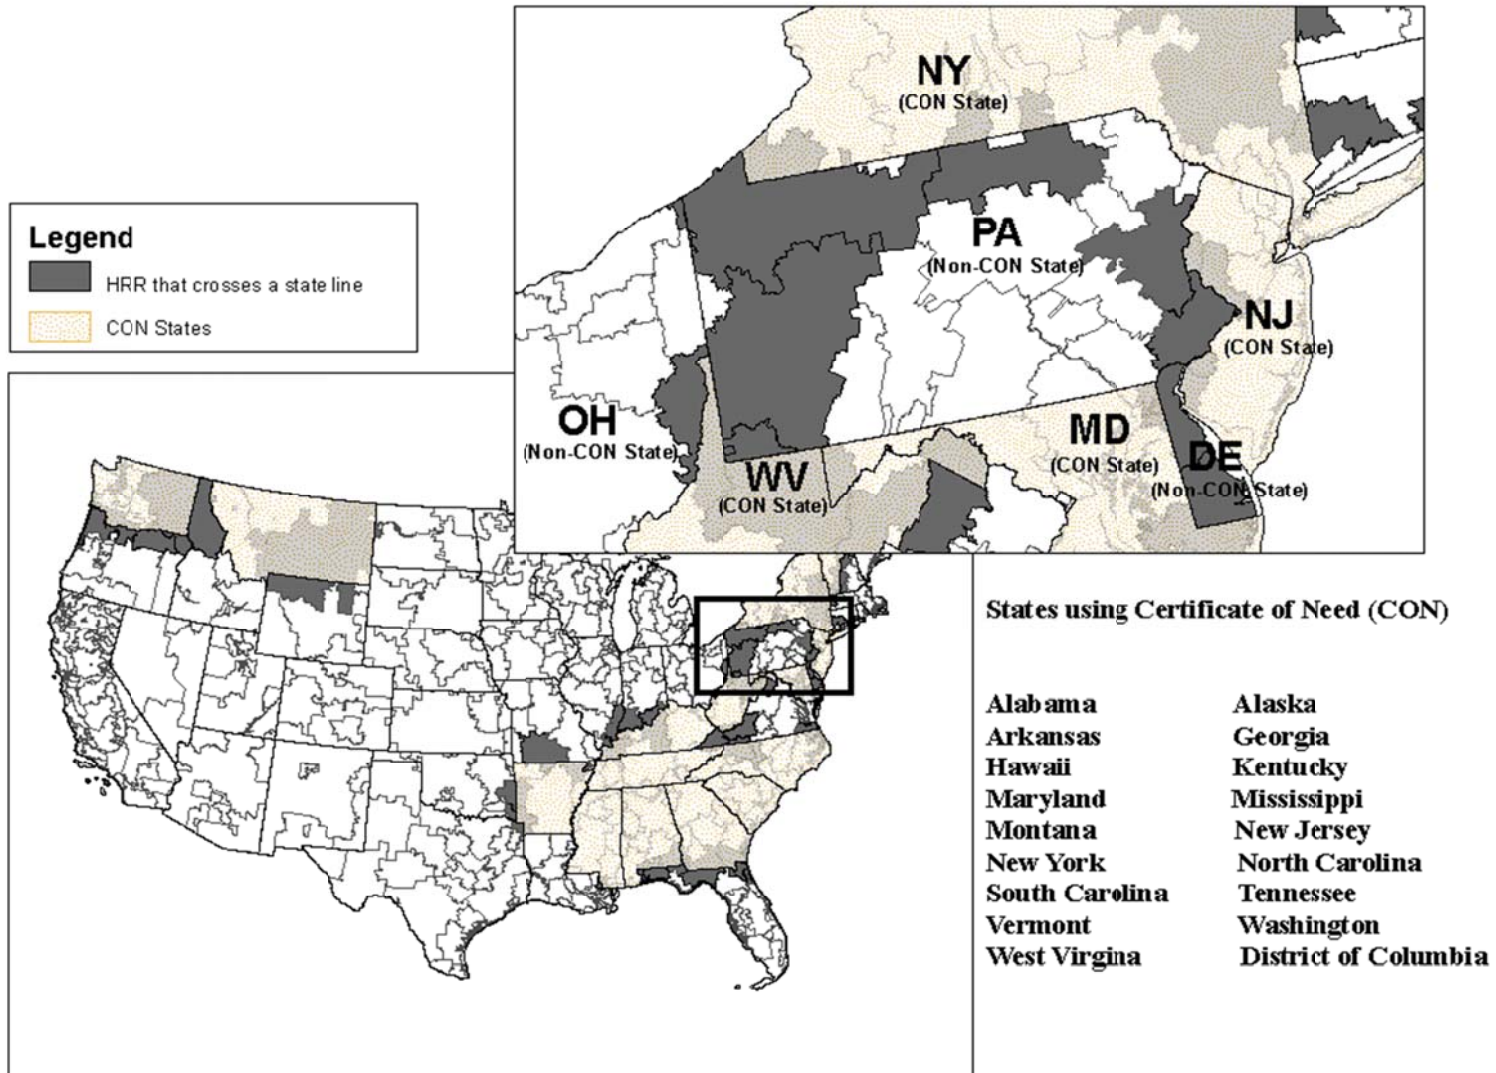 NY
(CON State)
PA
(Non-CON State)
NJ
(CON State)
OH
(Non-CON State)
MD
(CON State)
WV
(CON State)
DE
(Non-CON State)
Legend
HRR that crosses a state line
CON States
States using Certificate of Need (CON)
Alabama Alaska
Arkansas Georgia
Hawaii Kentucky
Maryland Mississippi
Montana New Jersey
New York North Carolina
South Carolina Tennessee
Vermont Washington
West Virgina District of Columbia